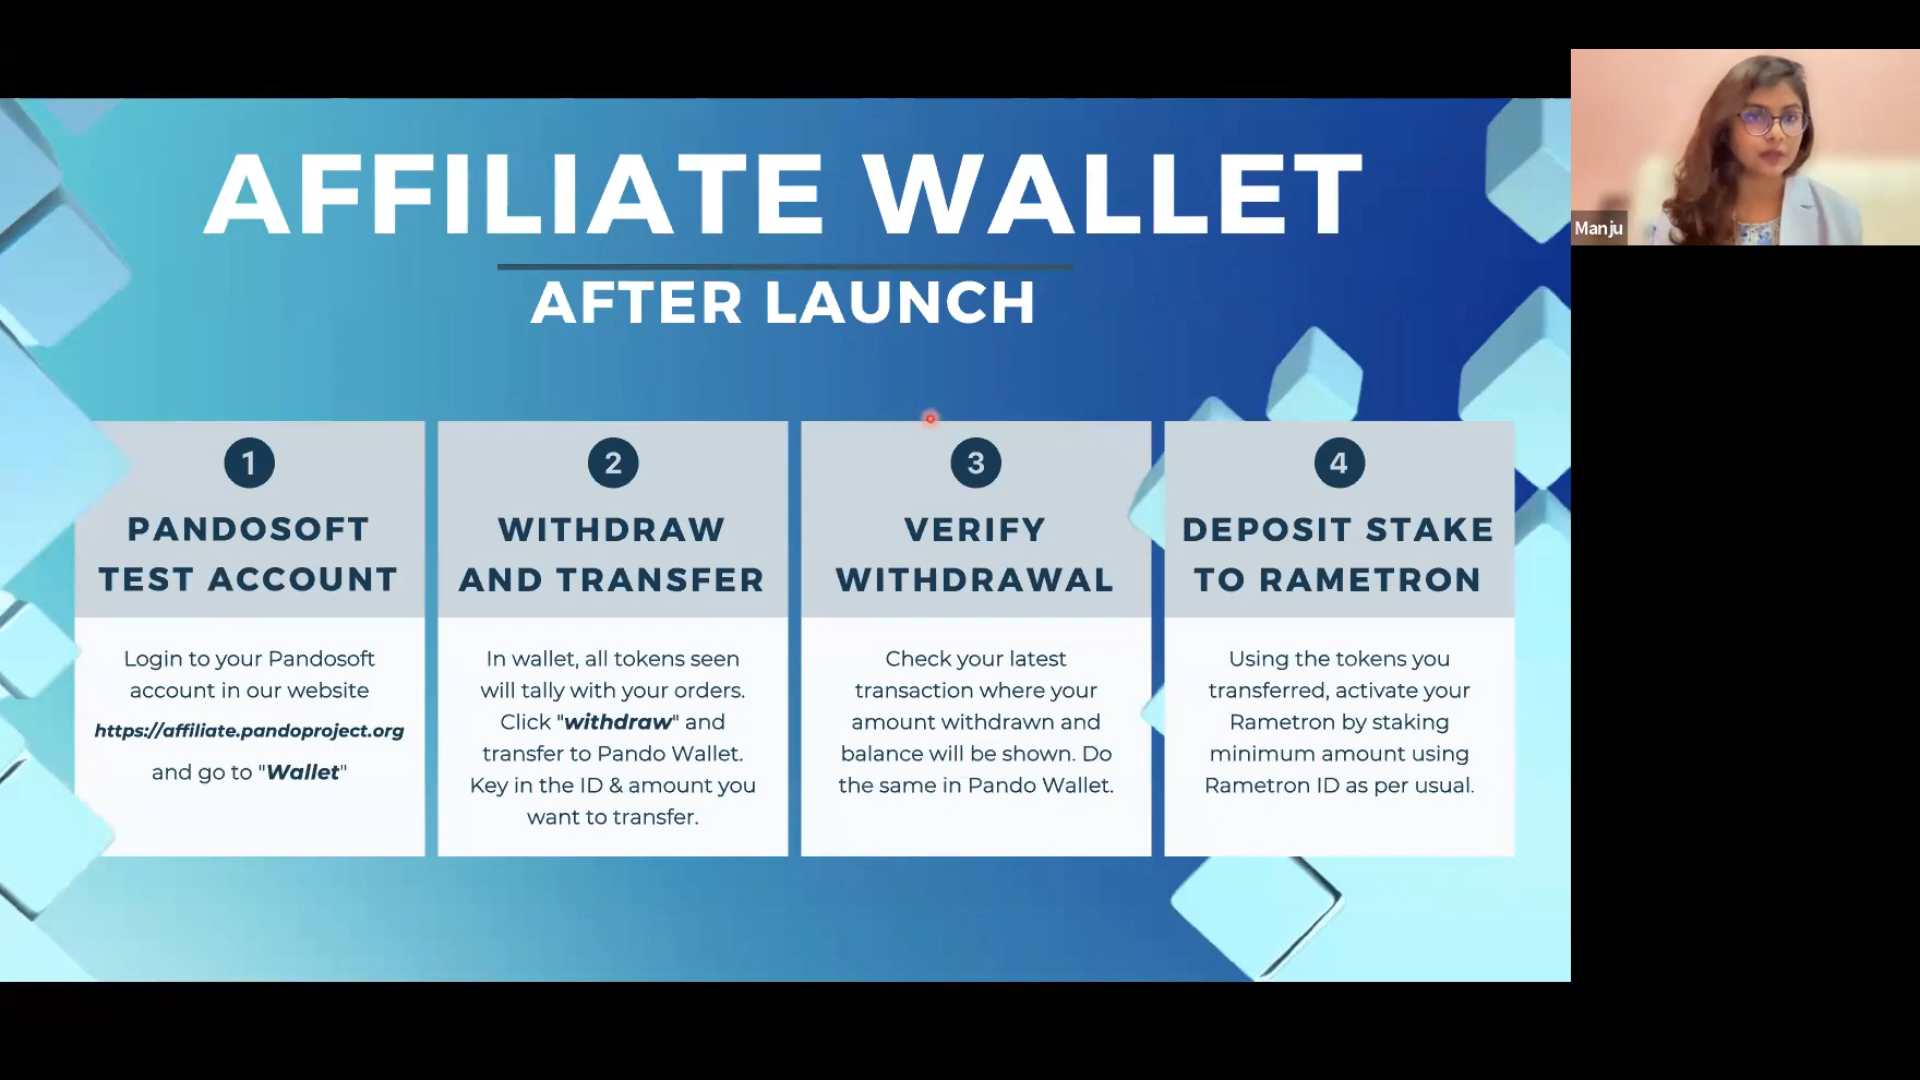 AFFILIATE WALLET
AFTER LAUNCH
1
PANDOSOFT
TEST ACCOUNT
Login to your Pandosoft
account in our website
https://affiliate.pandoproject.org
and go to "Wallet"
2
WITHDRAW
AND TRANSFER
In wallet, all tokens seen
will tally with your orders.
Click "withdraw" and
transfer to Pando Wallet.
Key in the ID & amount you
want to transfer.
3
VERIFY
WITHDRAWAL
Check your latest
transaction where your
amount withdrawn and
balance will be shown. Do
the same in Pando Wallet.
4
DEPOSIT STAKE
TO RAMETRON
Using the tokens you
transferred, activate your
Rametron by staking
minimum amount using
Rametron ID as per usual.
Manju